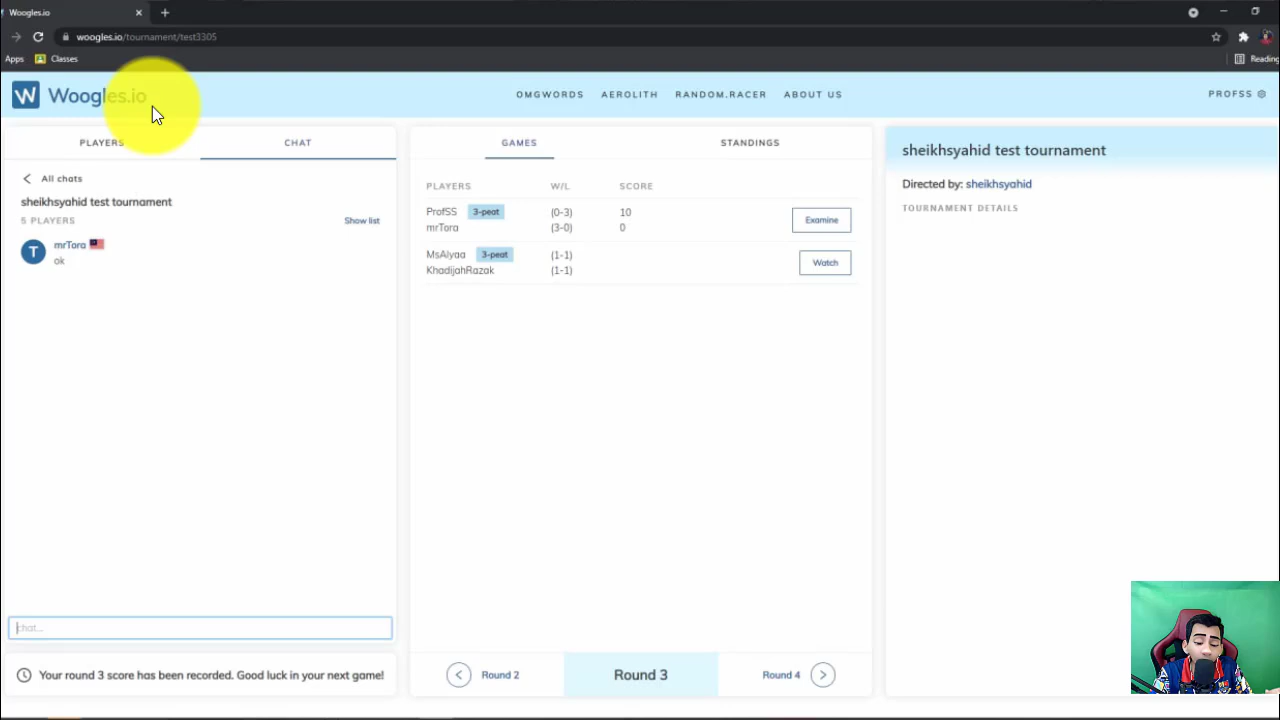 Woogles.io
woogles.io/tournament/test3305
Apps
Classes
Reading
W Woogles.io
OMGWORDS
AEROLITH
RANDOM.RACER
ABOUT US
PROFSS
PLAYERS
CHAT
All chats
sheikhsyahid test tournament
5 PLAYERS
Show list
T
mrTora
ok
chat...
Your round 3 score has been recorded. Good luck in your next game!
GAMES
STANDINGS
PLAYERS W/L SCORE
ProfSS 3-peat (0-3) 10
mrTora (3-0) 0
Examine
MsAlyaa 3-peat (1-1)
KhadijahRazak (1-1)
Watch
Round 2
Round 3
Round 4
sheikhsyahid test tournament
Directed by: sheikhsyahid
TOURNAMENT DETAILS